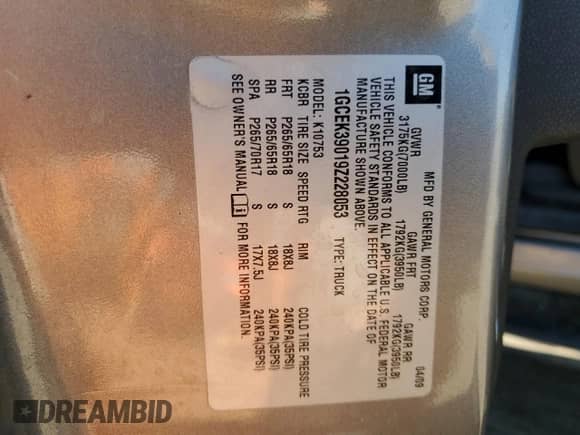 GM
MFD BY GENERAL MOTORS CORP. 04/09
GVWR GAWR FRT GAWR RR
3175KG(7000LB) 1792KG(3950LB) 1792KG(3950LB)
THIS VEHICLE CONFORMS TO ALL APPLICABLE U.S. FEDERAL MOTOR
VEHICLE SAFETY STANDARDS IN EFFECT ON THE DATE OF
MANUFACTURE SHOWN ABOVE.
1GCEK39019Z228053 TYPE: TRUCK
MODEL: K10753
KCBR TIRE SIZE SPEED RTG RIM COLD TIRE PRESSURE
FRT P265/65R18 S 18X8J 240KPA(35PSI)
RR P265/65R18 S 18X8J 240KPA(35PSI)
SPA P265/70R17 S 17X7.5J 240KPA(35PSI)
SEE OWNER'S MANUAL i FOR MORE INFORMATION.
DREAMBID